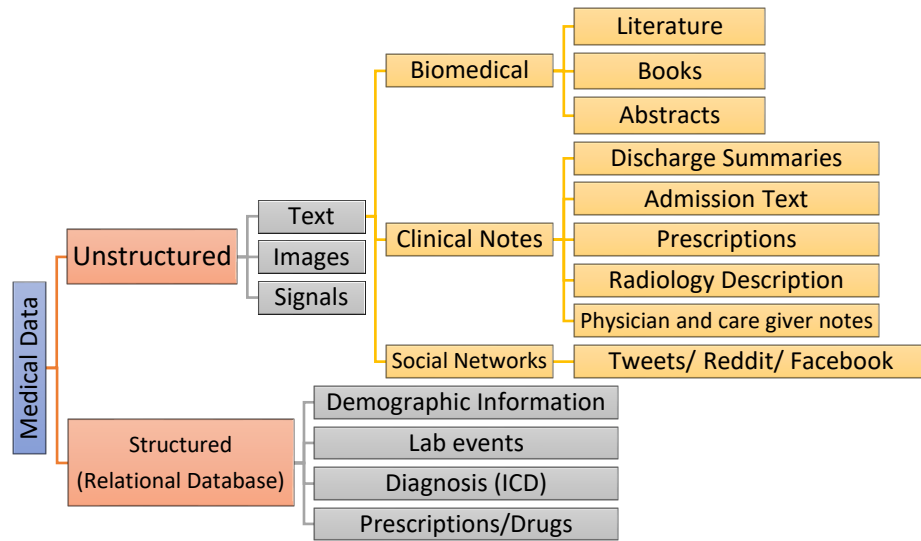 Medical Data
Unstructured
Text
Images
Signals
Biomedical
Literature
Books
Abstracts
Clinical Notes
Discharge Summaries
Admission Text
Prescriptions
Radiology Description
Physician and care giver notes
Social Networks
Tweets/ Reddit/ Facebook
Structured
(Relational Database)
Demographic Information
Lab events
Diagnosis (ICD)
Prescriptions/Drugs